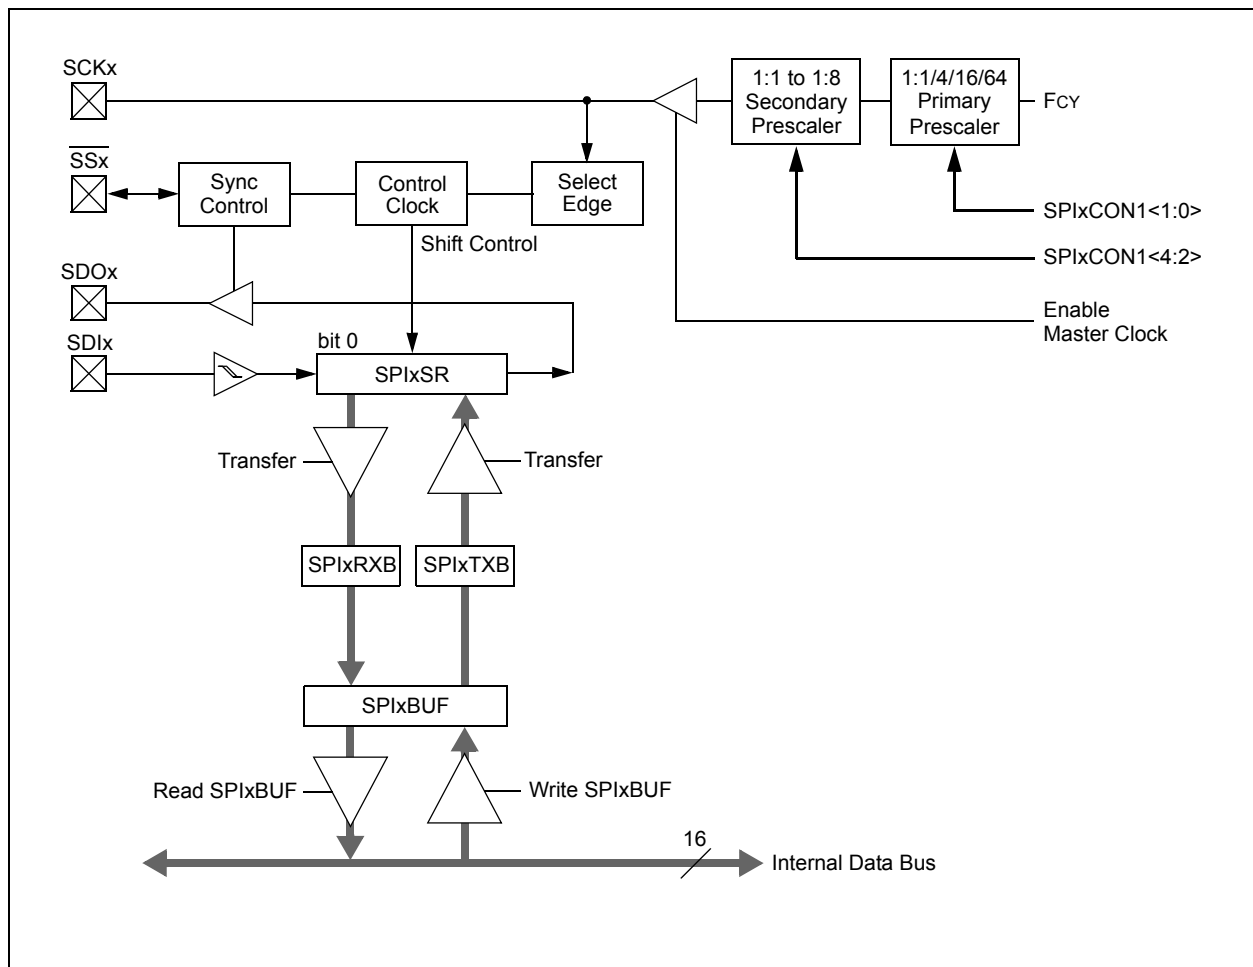 SCKx
1:1 to 1:8
Secondary
Prescaler
1:1/4/16/64
Primary
Prescaler
FCY
SSx
Sync
Control
Control
Clock
Select
Edge
SPIxCON1<1:0>
Shift Control
SPIxCON1<4:2>
SDOx
Enable
Master Clock
SDIx
bit 0
SPIxSR
Transfer
Transfer
SPIxRXB
SPIxTXB
SPIxBUF
Read SPIxBUF
Write SPIxBUF
16
Internal Data Bus